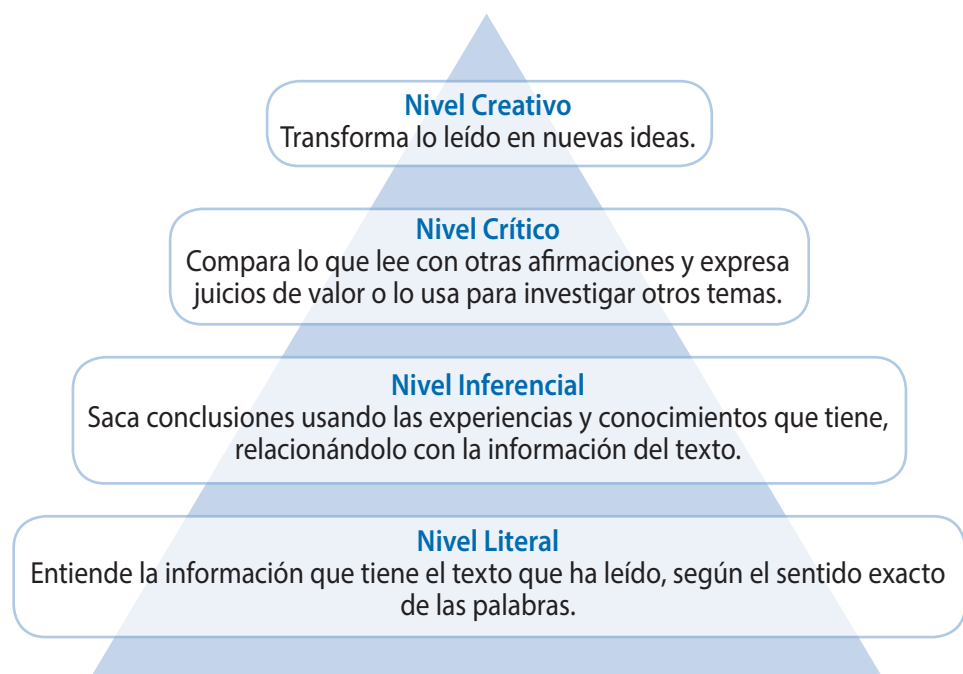 Nivel Creativo
Transforma lo leído en nuevas ideas.
Nivel Crítico
Compara lo que lee con otras afirmaciones y expresa
juicios de valor o lo usa para investigar otros temas.
Nivel Inferencial
Saca conclusiones usando las experiencias y conocimientos que tiene,
relacionándolo con la información del texto.
Nivel Literal
Entiende la información que tiene el texto que ha leído, según el sentido exacto
de las palabras.